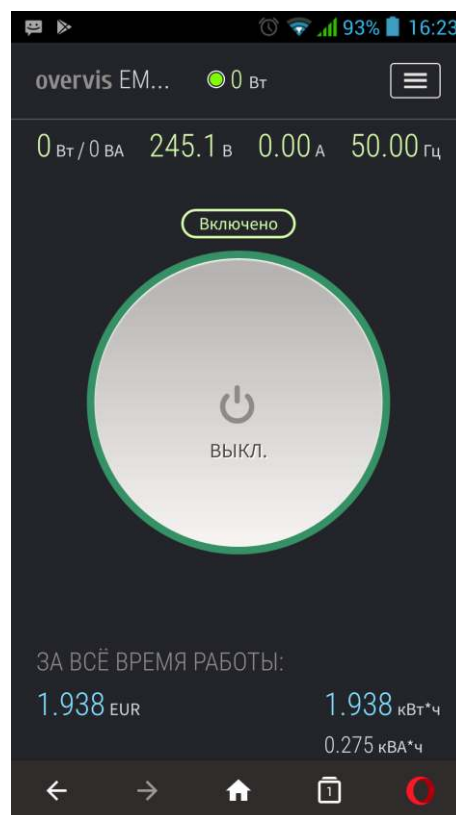 93% 16:23
overvis EM... 0 Вт
0 Вт / 0 ВА 245.1 В 0.00 А 50.00 Гц
Включено
ВЫКЛ.
ЗА ВСЁ ВРЕМЯ РАБОТЫ:
1.938 EUR 1.938 кВт*ч
0.275 кВА*ч
1